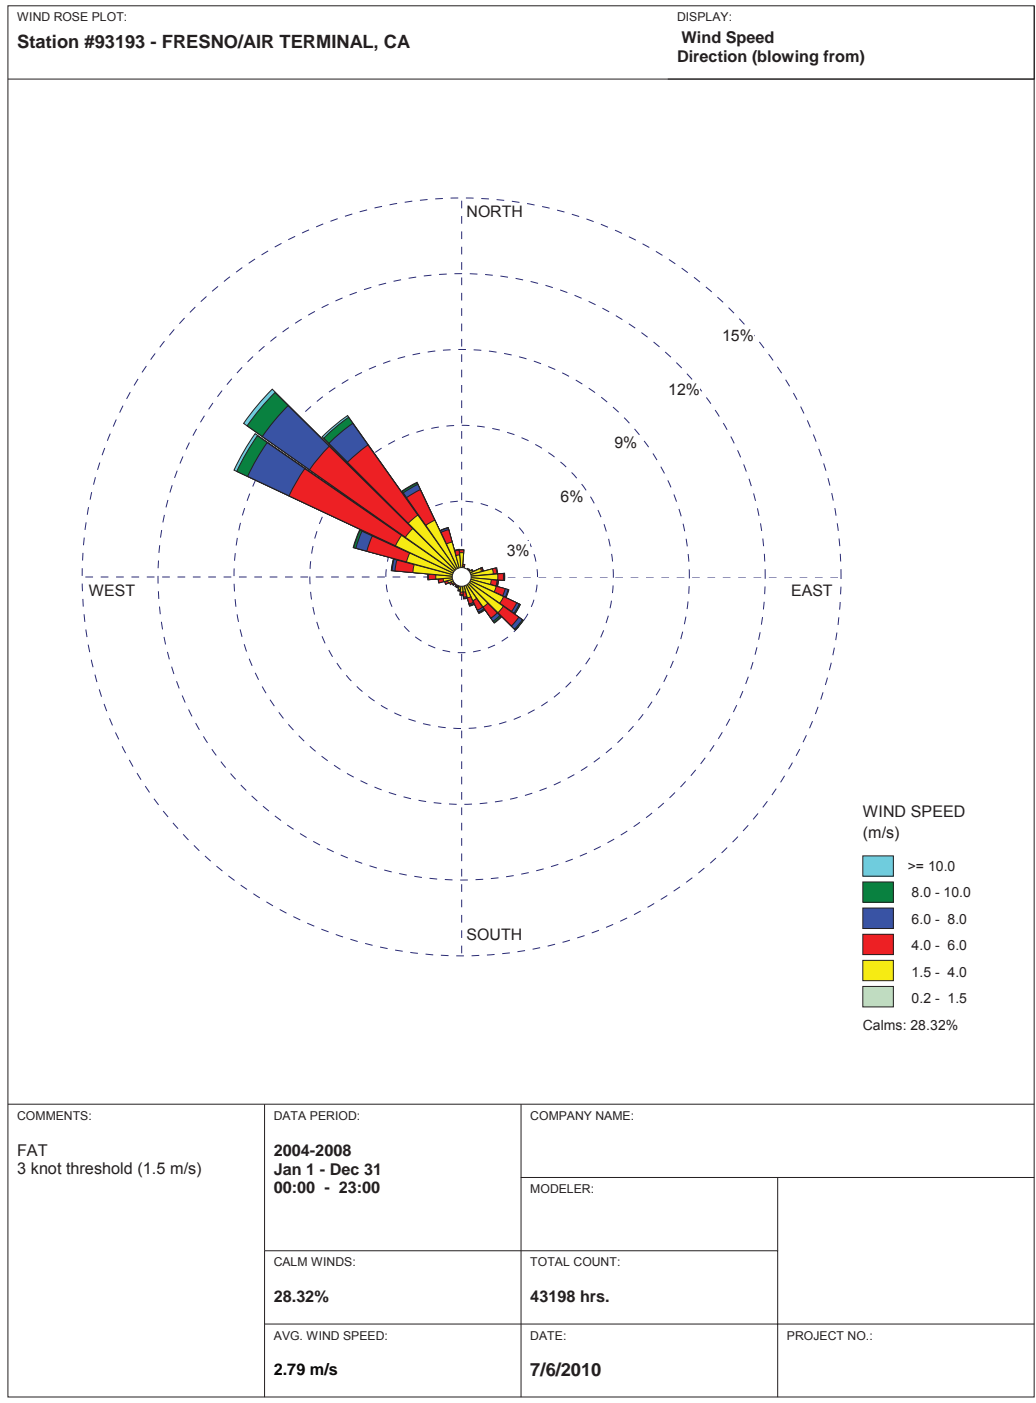 WIND ROSE PLOT:
Station #93193 - FRESNO/AIR TERMINAL, CA
DISPLAY:
Wind Speed
Direction (blowing from)
NORTH
15%
12%
9%
6%
3%
WEST
EAST
SOUTH
WIND SPEED
(m/s)
>= 10.0
8.0 - 10.0
6.0 - 8.0
4.0 - 6.0
1.5 - 4.0
0.2 - 1.5
Calms: 28.32%
COMMENTS:
FAT
3 knot threshold (1.5 m/s)
DATA PERIOD:
2004-2008
Jan 1 - Dec 31
00:00 - 23:00
COMPANY NAME:
MODELER:
CALM WINDS:
28.32%
TOTAL COUNT:
43198 hrs.
AVG. WIND SPEED:
2.79 m/s
DATE:
7/6/2010
PROJECT NO.: